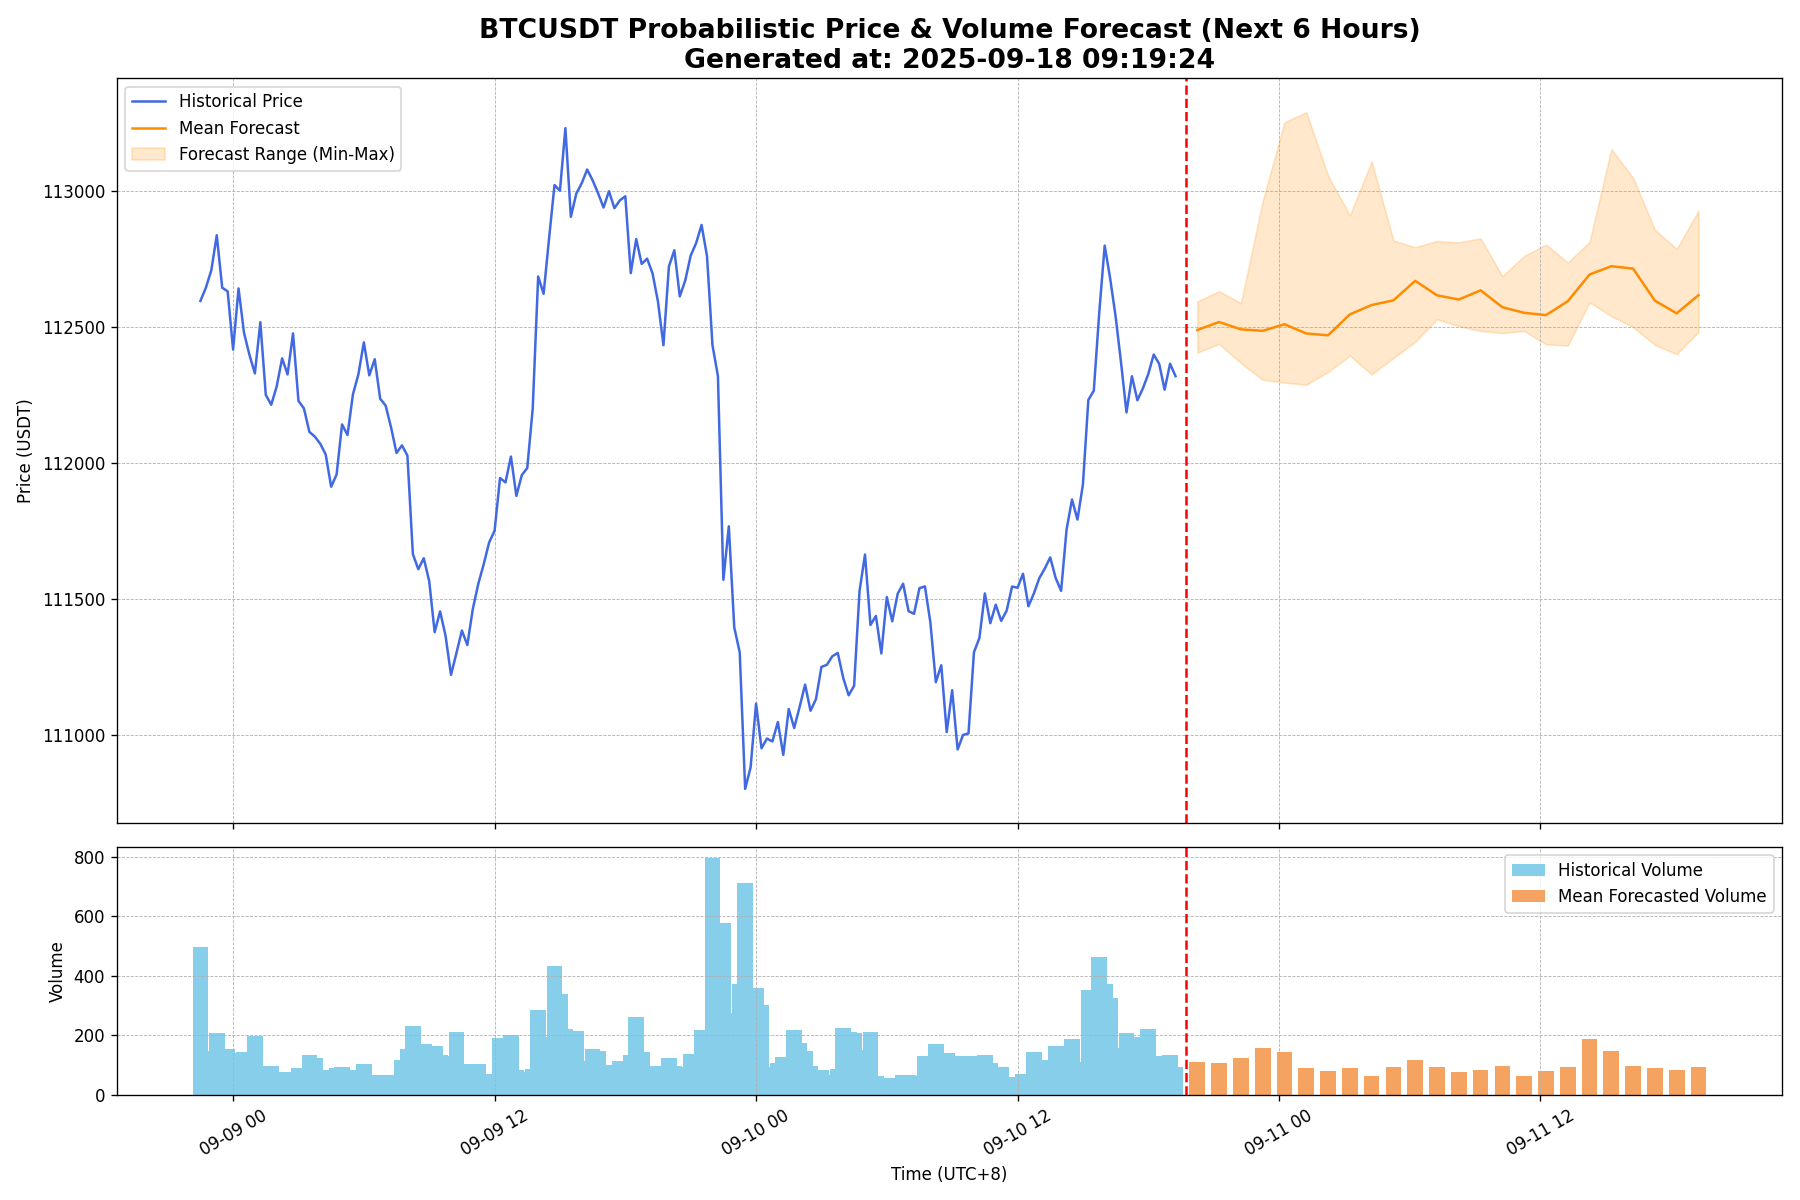 BTCUSDT Probabilistic Price & Volume Forecast (Next 6 Hours)
Generated at: 2025-09-18 09:19:24
Historical Price
Mean Forecast
Forecast Range (Min-Max)
Price (USDT)
113000
112500
112000
111500
111000
Historical Volume
Mean Forecasted Volume
Volume
800
600
400
200
0
09-09 00
09-09 12
09-10 00
09-10 12
09-11 00
09-11 12
Time (UTC+8)